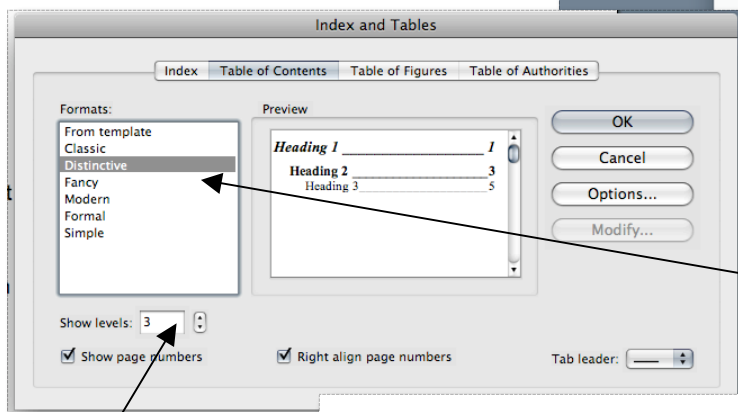 Index and Tables
Index Table of Contents Table of Figures Table of Authorities
Formats:
From template
Classic
Distinctive
Fancy
Modern
Formal
Simple
Preview
Heading 1 1
Heading 2 3
Heading 3 5
OK
Cancel
Options...
Modify...
Show levels: 3
Show page numbers
Right align page numbers
Tab leader: